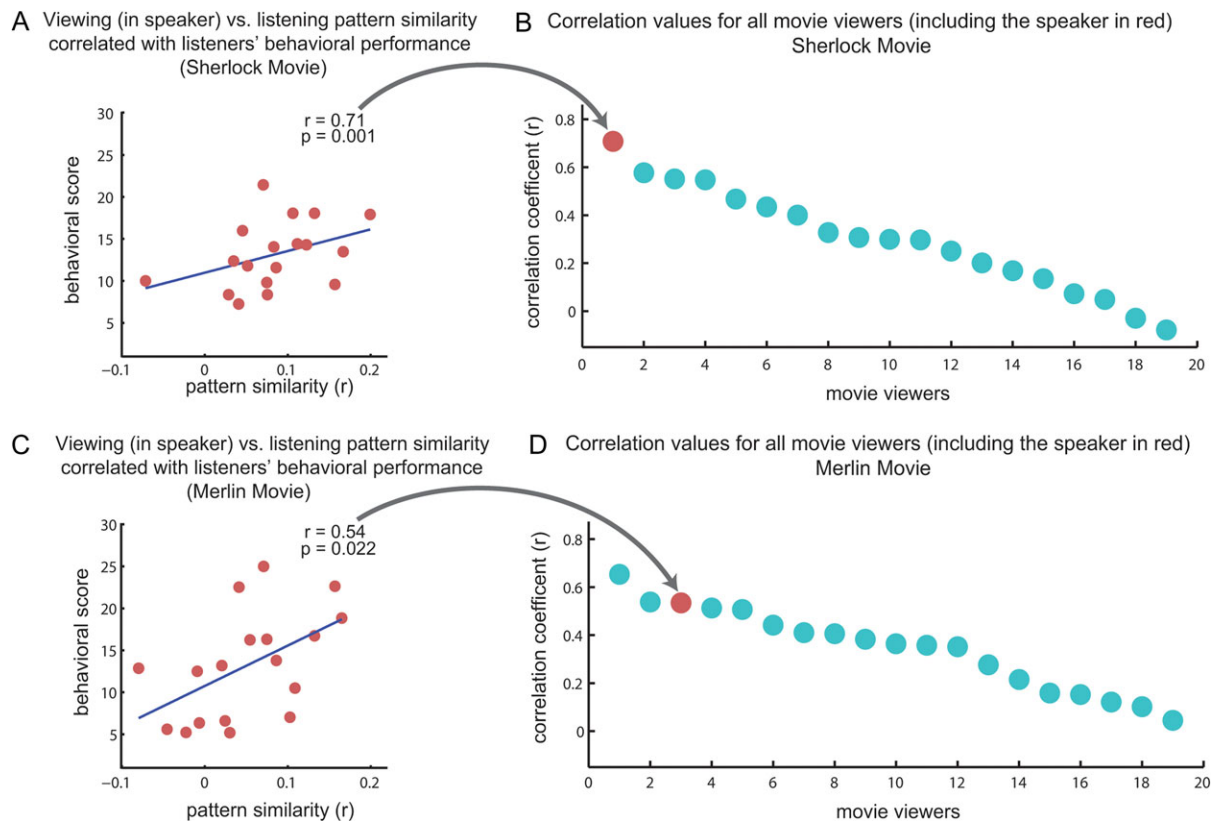 A
Viewing (in speaker) vs. listening pattern similarity
correlated with listeners' behavioral performance
(Sherlock Movie)
r = 0.71
p = 0.001
30
25
20
15
10
5
behavioral score
−0.1
0
0.1
0.2
pattern similarity (r)
B
Correlation values for all movie viewers (including the speaker in red)
Sherlock Movie
0.8
0.6
0.4
0.2
0
correlation coefficent (r)
0 2 4 6 8 10 12 14 16 18 20
movie viewers
C
Viewing (in speaker) vs. listening pattern similarity
correlated with listeners' behavioral performance
(Merlin Movie)
r = 0.54
p = 0.022
30
25
20
15
10
5
behavioral score
−0.1
0
0.1
0.2
pattern similarity (r)
D
Correlation values for all movie viewers (including the speaker in red)
Merlin Movie
0.8
0.6
0.4
0.2
0
correlation coefficent (r)
0 2 4 6 8 10 12 14 16 18 20
movie viewers